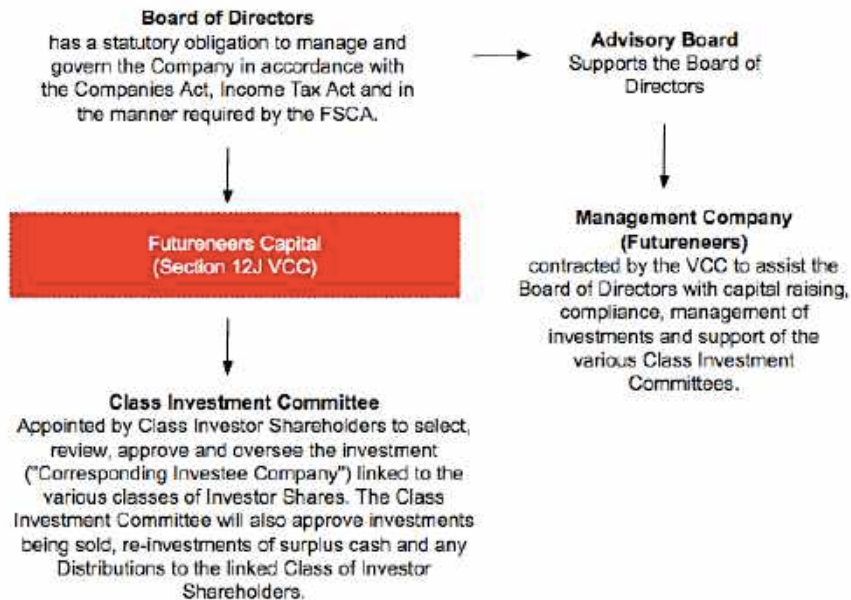 Board of Directors
has a statutory obligation to manage and
govern the Company in accordance with
the Companies Act, Income Tax Act and in
the manner required by the FSCA.
Advisory Board
Supports the Board of
Directors
Futureneers Capital
(Section 12J VCC)
Management Company
(Futureneers)
contracted by the VCC to assist the
Board of Directors with capital raising,
compliance, management of
investments and support of the
various Class Investment
Committees.
Class Investment Committee
Appointed by Class Investor Shareholders to select,
review, approve and oversee the investment
("Corresponding Investee Company") linked to the
various classes of Investor Shares. The Class
Investment Committee will also approve investments
being sold, re-investments of surplus cash and any
Distributions to the linked Class of Investor
Shareholders.